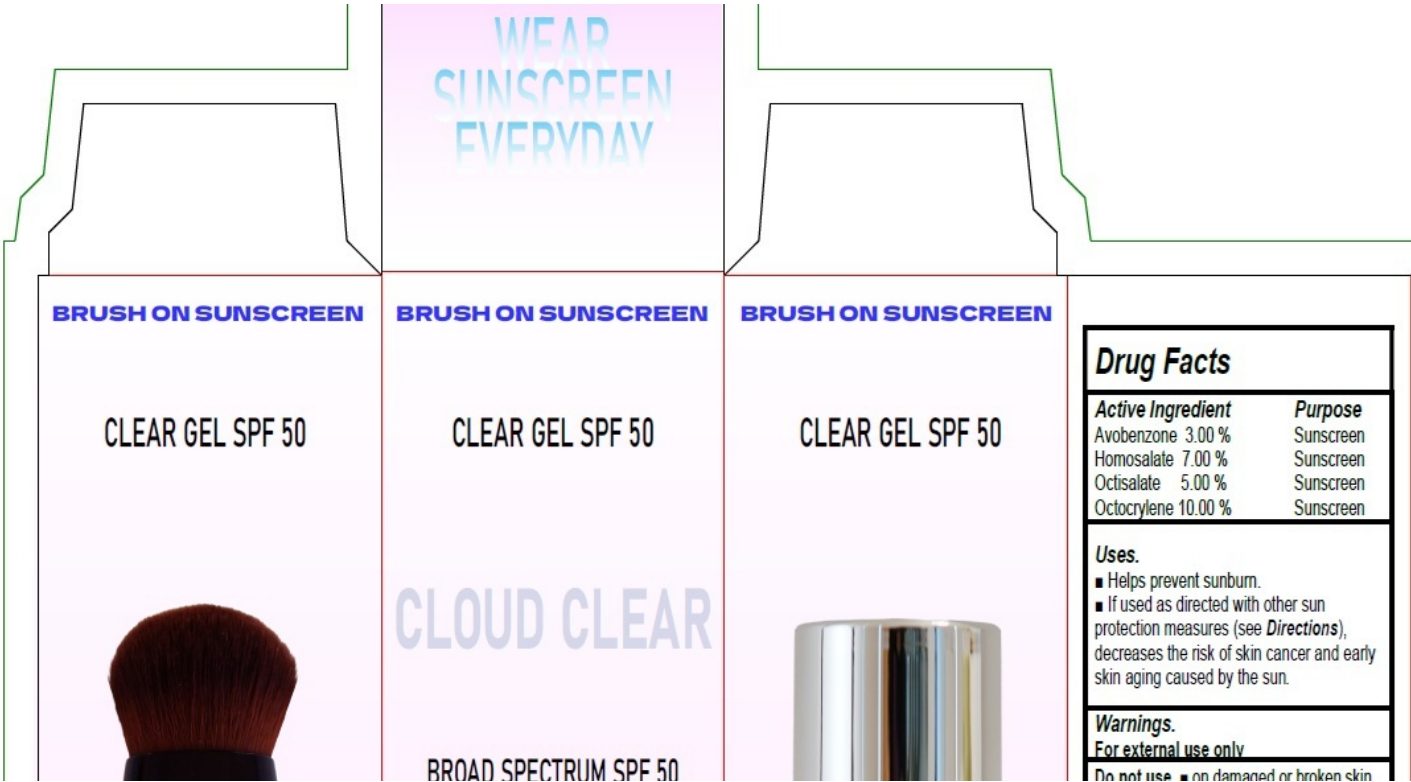 WEAR
SUNSCREEN
EVERYDAY
BRUSH ON SUNSCREEN
CLEAR GEL SPF 50
BRUSH ON SUNSCREEN
CLEAR GEL SPF 50
CLOUD CLEAR
BROAD SPECTRUM SPF 50
BRUSH ON SUNSCREEN
CLEAR GEL SPF 50
Drug Facts
Active Ingredient Purpose
Avobenzone 3.00 % Sunscreen
Homosalate 7.00 % Sunscreen
Octisalate 5.00 % Sunscreen
Octocrylene 10.00 % Sunscreen
Uses.
■ Helps prevent sunburn.
■ If used as directed with other sun
protection measures (see Directions),
decreases the risk of skin cancer and early
skin aging caused by the sun.
Warnings.
For external use only
Do not use ■ on damaged or broken skin